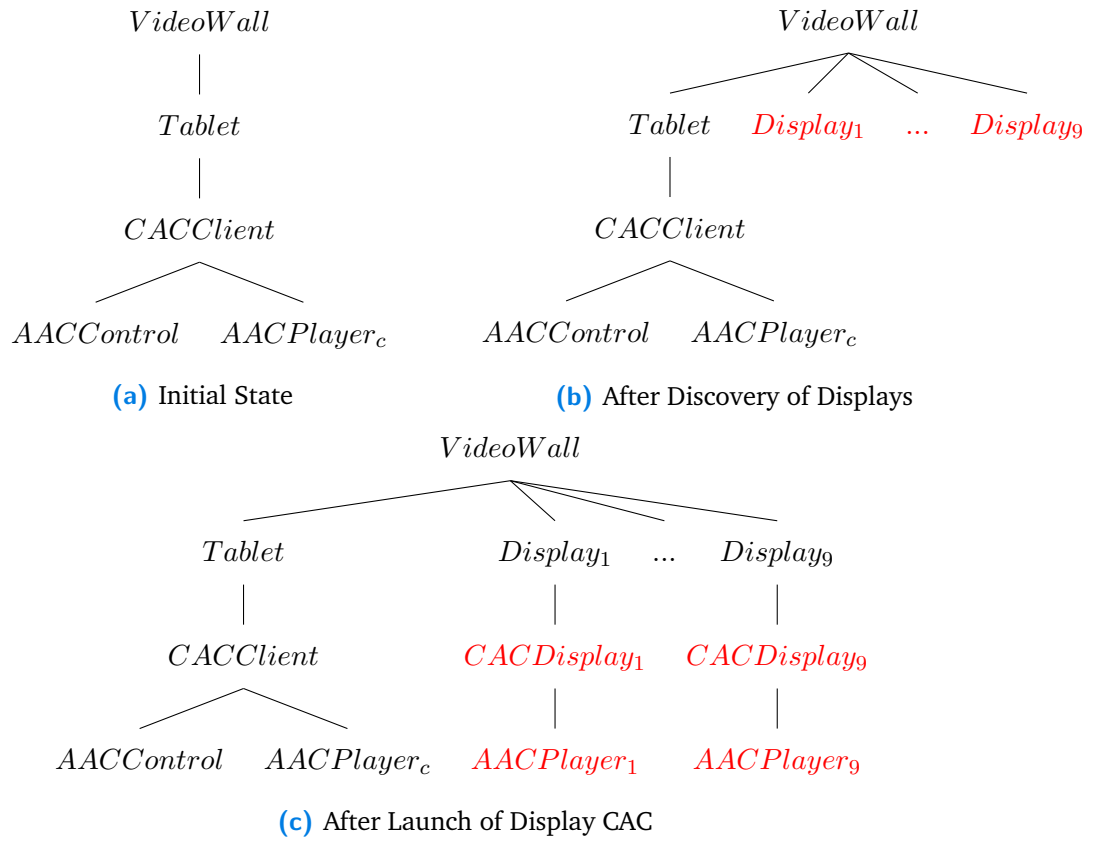 VideoWall
Tablet
CACClient
AACControl AACPlayer_c
(a) Initial State
VideoWall
Tablet Display_1 ... Display_9
CACClient
AACControl AACPlayer_c
(b) After Discovery of Displays
VideoWall
Tablet Display_1 ... Display_9
CACClient CACDisplay_1 CACDisplay_9
AACControl AACPlayer_c AACPlayer_1 AACPlayer_9
(c) After Launch of Display CAC